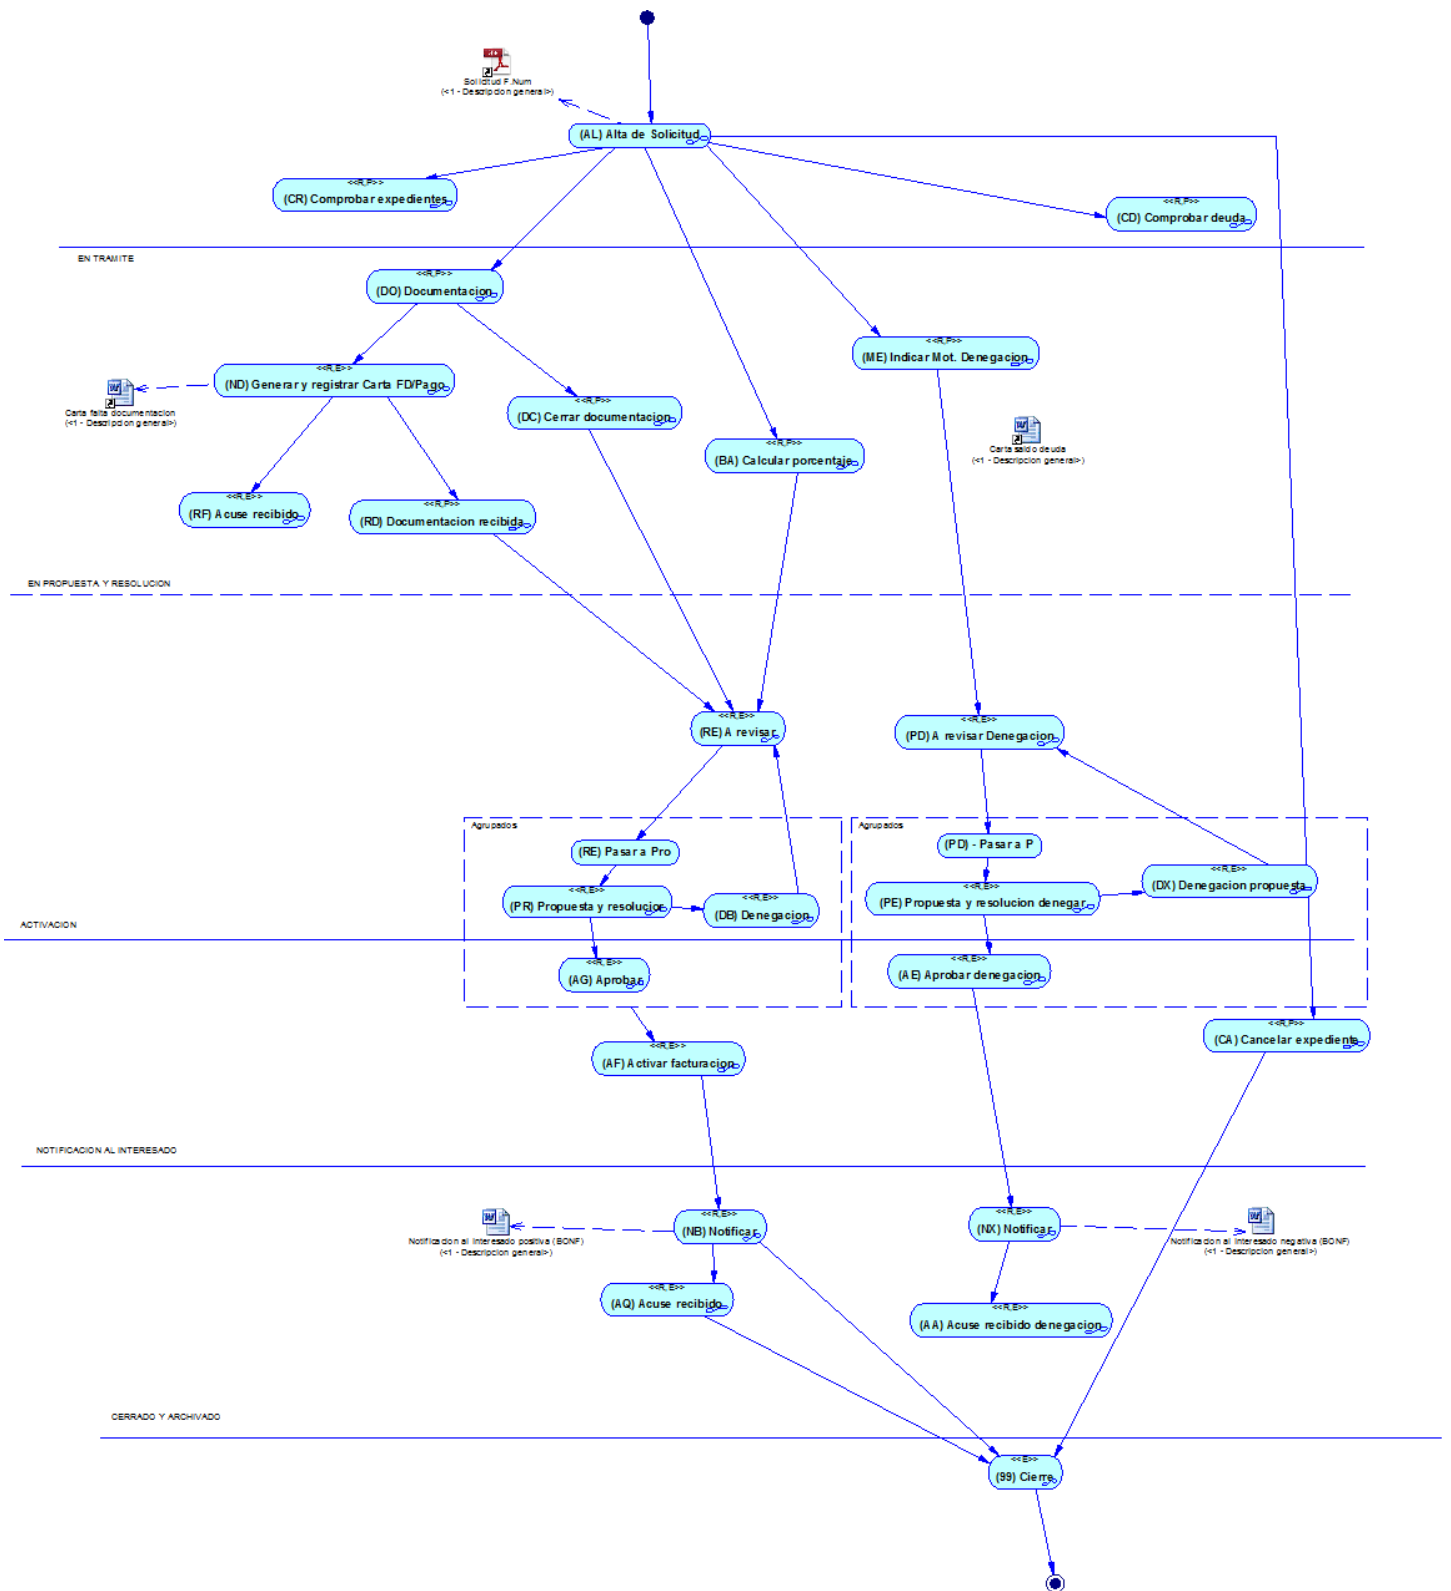 Solicitud F.Num
(<1 - Descripcion general>)
(AL) Alta de Solicitud
<<R,P>>
(CR) Comprobar expedientes
<<R,P>>
(CD) Comprobar deuda
EN TRAMITE
<<R,P>>
(DO) Documentacion
<<R,P>>
(ME) Indicar Mot. Denegacion
<<R,E>>
(ND) Generar y registrar Carta FD/Pago
Carta falta documentacion
(<1 - Descripcion general>)
<<R,P>>
(DC) Cerrar documentacion
Carta saldo deuda
(<1 - Descripcion general>)
<<R,P>>
(BA) Calcular porcentaje
<<R,E>>
(RF) Acuse recibido
<<R,P>>
(RD) Documentacion recibida
EN PROPUESTA Y RESOLUCION
<<R,E>>
(RE) A revisar
<<R,E>>
(PD) A revisar Denegacion
Agrupados
Agrupados
(RE) Pasar a Pro
(PD) - Pasar a P
<<R,E>>
(DX) Denegacion propuesta
<<R,E>>
(PR) Propuesta y resolucior
<<R,E>>
(DB) Denegacion
<<R,E>>
(PE) Propuesta y resolucion denegar
ACTIVACION
<<R,E>>
(AG) Aprobar
<<R,E>>
(AE) Aprobar denegacion
<<R,P>>
(CA) Cancelar expediente
<<R,E>>
(AF) Activar facturacion
NOTIFICACION AL INTERESADO
<<R,E>>
(NB) Notificar
<<R,E>>
(NX) Notificar
Notificacion al interesado positiva (BONF)
(<1 - Descripcion general>)
Notificacion al interesado negativa (BONF)
(<1 - Descripcion general>)
<<R,E>>
(AQ) Acuse recibido
<<R,E>>
(AA) Acuse recibido denegacion
CERRADO Y ARCHIVADO
<<E>>
(99) Cierre